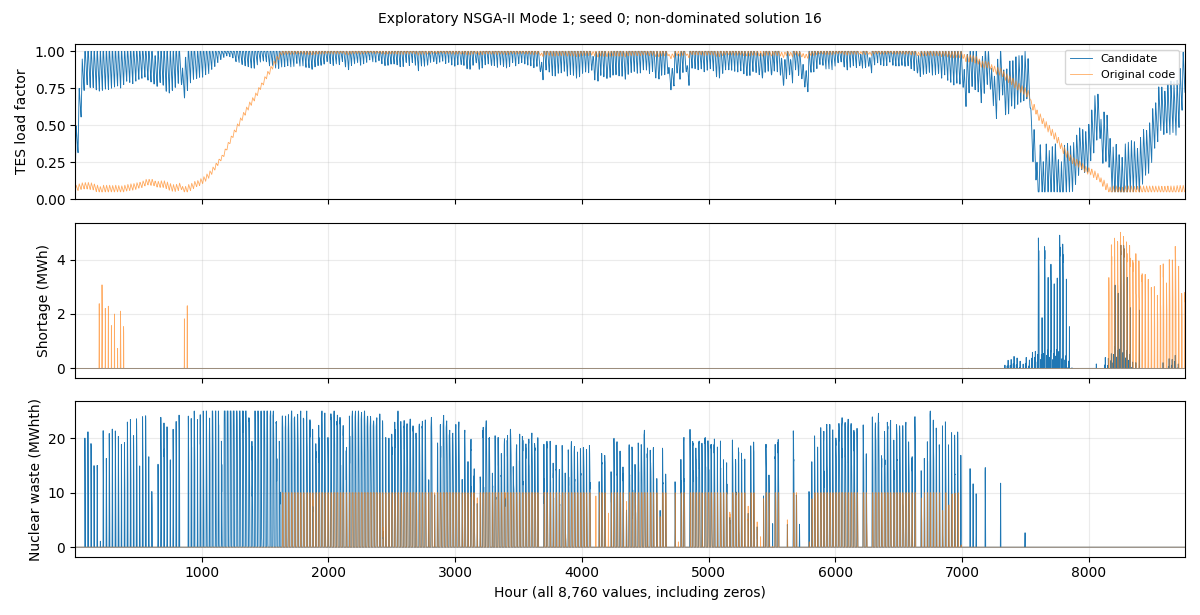 Exploratory NSGA-II Mode 1; seed 0; non-dominated solution 16
TES load factor
1.00
0.75
0.50
0.25
0.00
Candidate
Original code
Shortage (MWh)
4
2
0
Nuclear waste (MWhth)
20
10
0
1000 2000 3000 4000 5000 6000 7000 8000
Hour (all 8,760 values, including zeros)